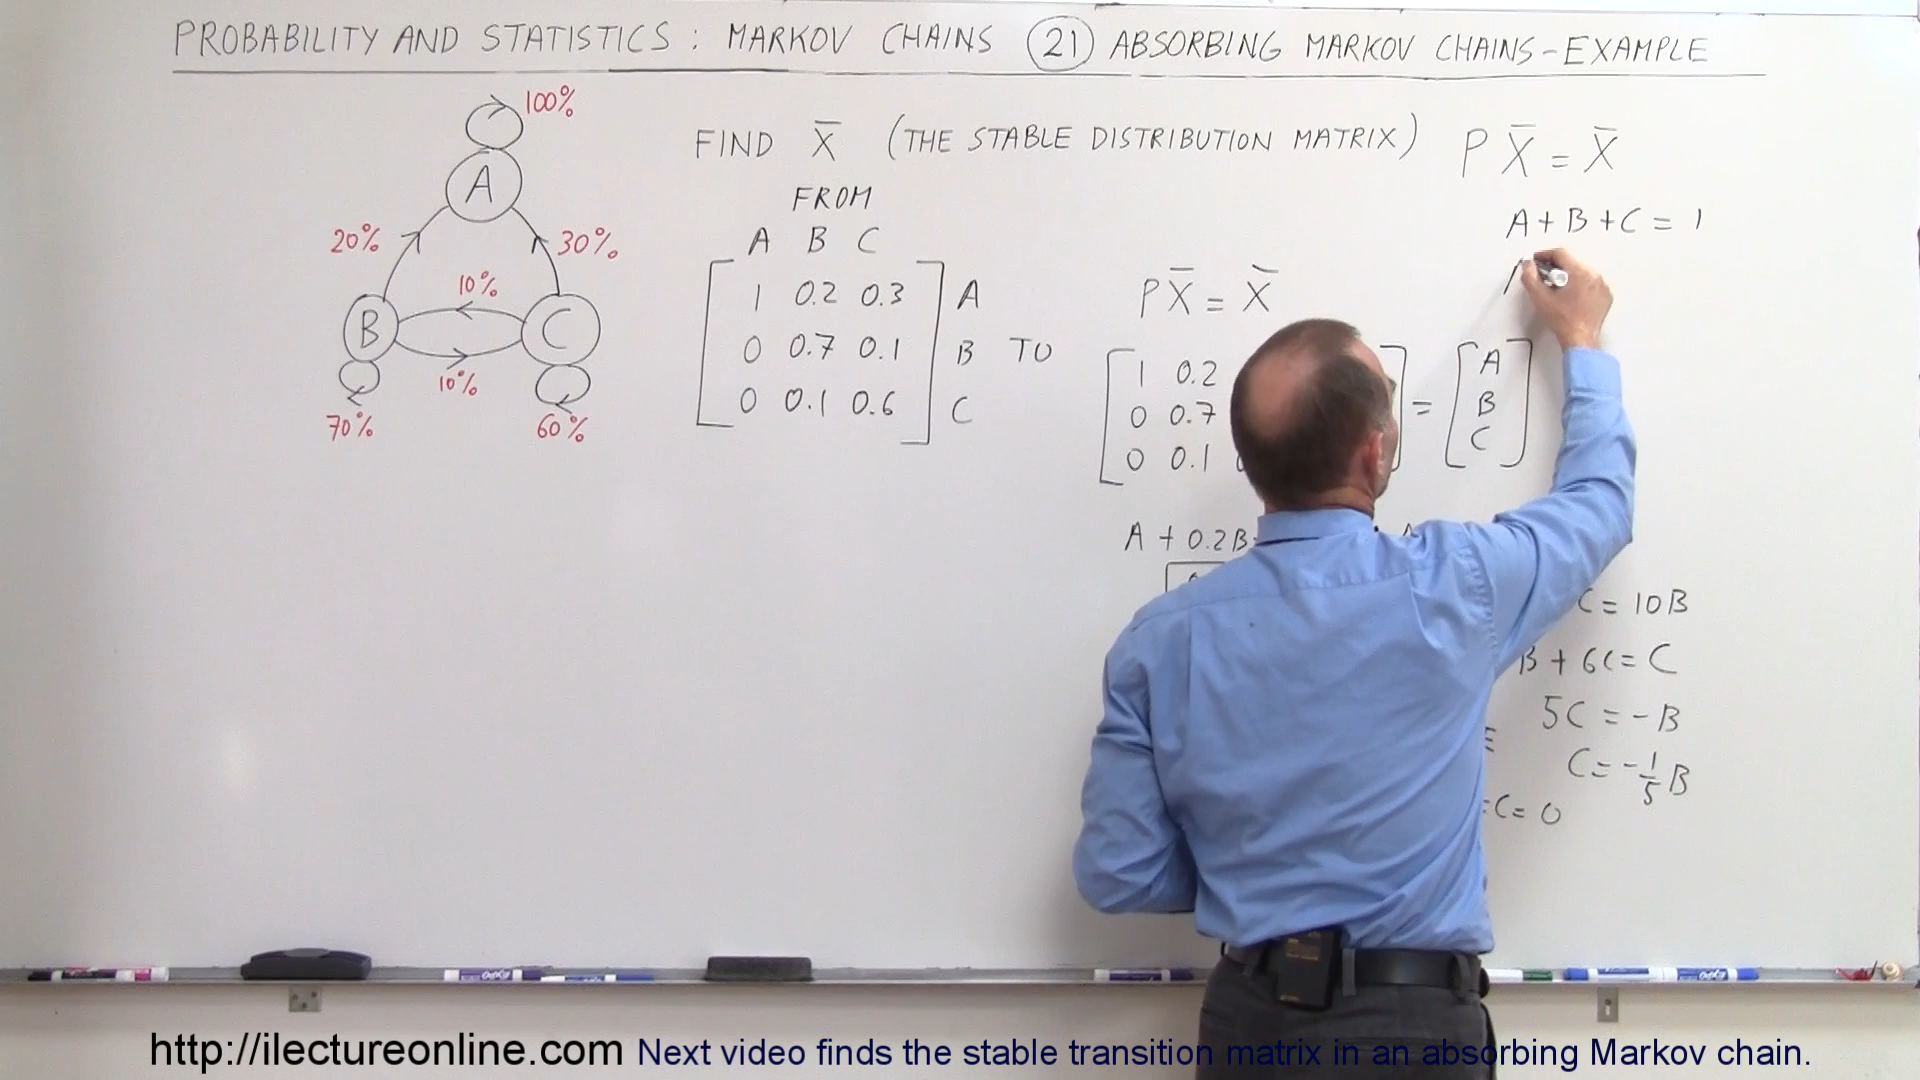 PROBABILITY AND STATISTICS : MARKOV CHAINS 21 ABSORBING MARKOV CHAINS - EXAMPLE
100%
A
20%
30%
10%
B
C
10%
70%
60%
FIND X̄ (THE STABLE DISTRIBUTION MATRIX)
FROM
A B C
1 0.2 0.3 A
0 0.7 0.1 B TO
0 0.1 0.6 C
P X̄ = X̄
A + B + C = 1
P X̄ = X̄
1 0.2
0 0.7
0 0.1
=
A
B
C
A + 0.2B
C = 10B
B + 6C = C
5C = -B
C = -1/5 B
=C= 0
http://ilectureonline.com Next video finds the stable transition matrix in an absorbing Markov chain.